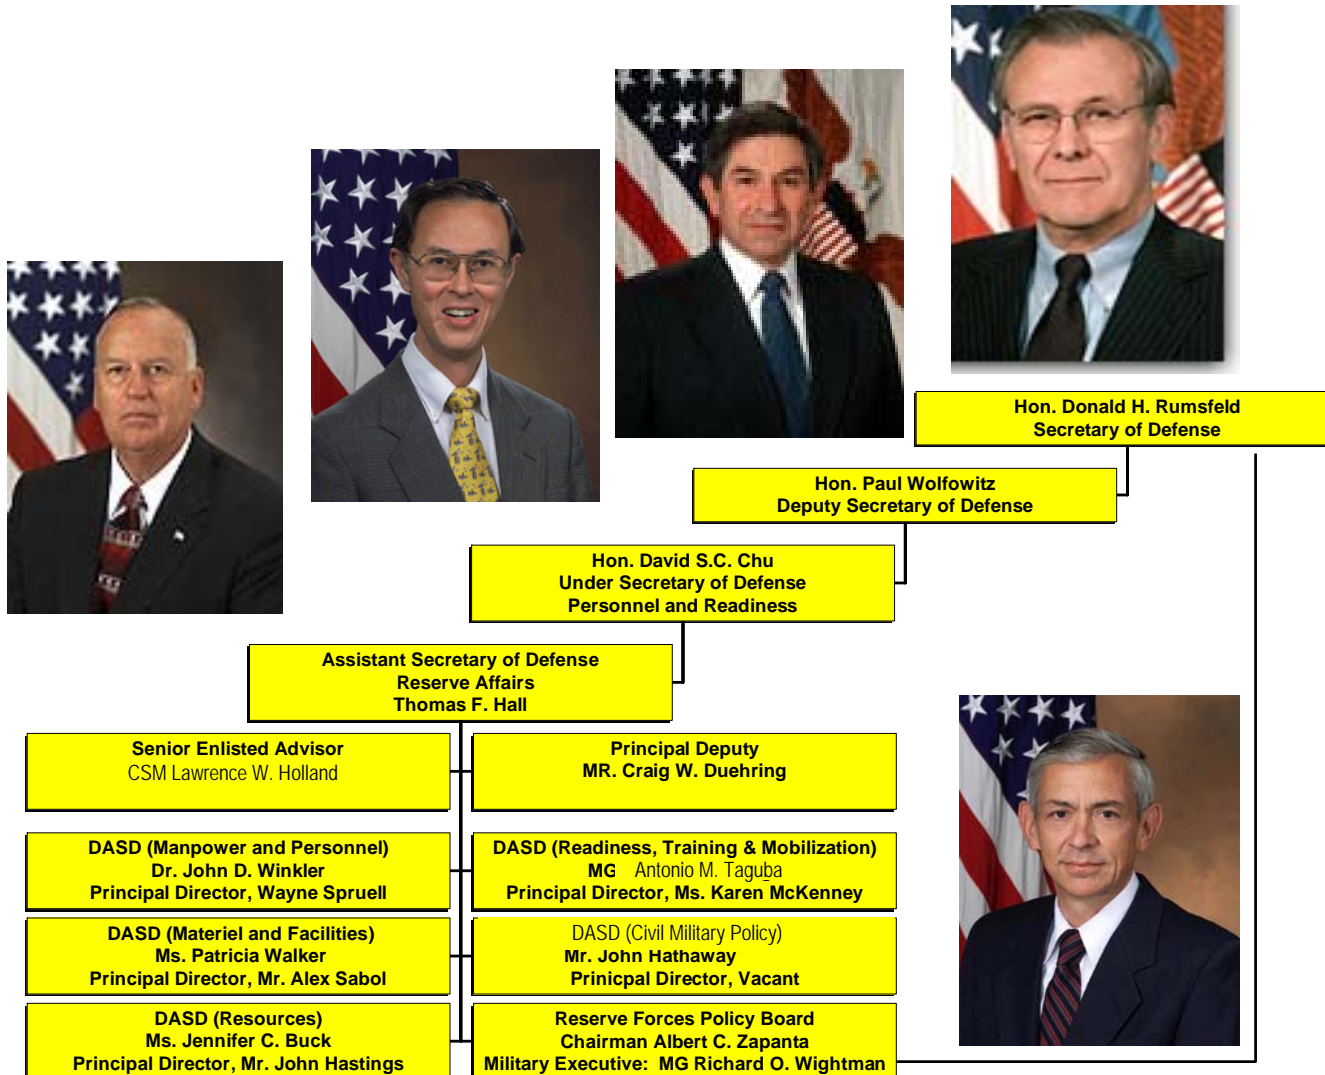 Hon. Donald H. Rumsfeld
Secretary of Defense
Hon. Paul Wolfowitz
Deputy Secretary of Defense
Hon. David S.C. Chu
Under Secretary of Defense
Personnel and Readiness
Assistant Secretary of Defense
Reserve Affairs
Thomas F. Hall
Senior Enlisted Advisor
CSM Lawrence W. Holland
Principal Deputy
MR. Craig W. Duehring
DASD (Manpower and Personnel)
Dr. John D. Winkler
Principal Director, Wayne Spruell
DASD (Readiness, Training & Mobilization)
MG Antonio M. Taguba
Principal Director, Ms. Karen McKenney
DASD (Materiel and Facilities)
Ms. Patricia Walker
Principal Director, Mr. Alex Sabol
DASD (Civil Military Policy)
Mr. John Hathaway
Prinicpal Director, Vacant
DASD (Resources)
Ms. Jennifer C. Buck
Principal Director, Mr. John Hastings
Reserve Forces Policy Board
Chairman Albert C. Zapanta
Military Executive: MG Richard O. Wightman